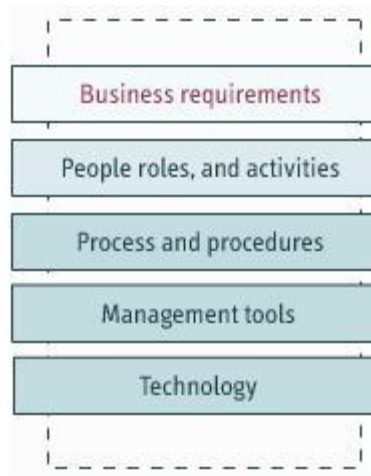 Business requirements
People roles, and activities
Process and procedures
Management tools
Technology